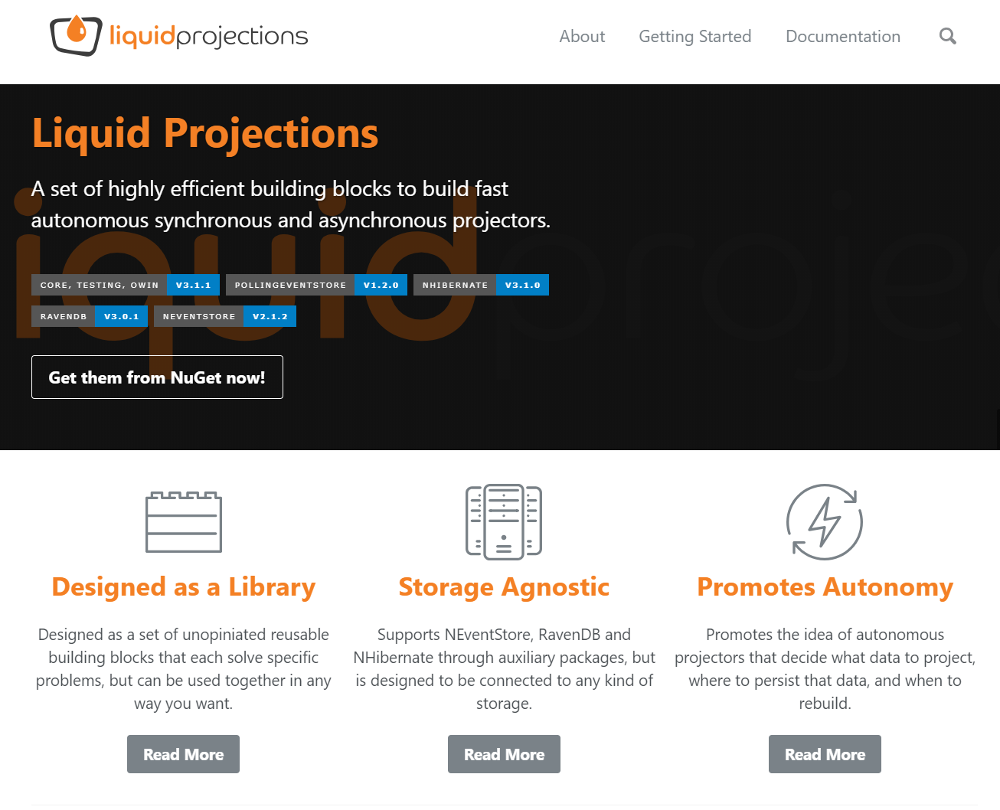 liquidprojections
About
Getting Started
Documentation
Liquid Projections
A set of highly efficient building blocks to build fast
autonomous synchronous and asynchronous projectors.
CORE, TESTING, OWIN V3.1.1
POLLINGEVENTSTORE V1.2.0
NHIBERNATE V3.1.0
RAVENDB V3.0.1
NEVENTSTORE V2.1.2
iquidprojec
Get them from NuGet now!
Designed as a Library
Designed as a set of unopiniated reusable
building blocks that each solve specific
problems, but can be used together in any
way you want.
Read More
Storage Agnostic
Supports NEventStore, RavenDB and
NHibernate through auxiliary packages, but
is designed to be connected to any kind of
storage.
Read More
Promotes Autonomy
Promotes the idea of autonomous
projectors that decide what data to project,
where to persist that data, and when to
rebuild.
Read More